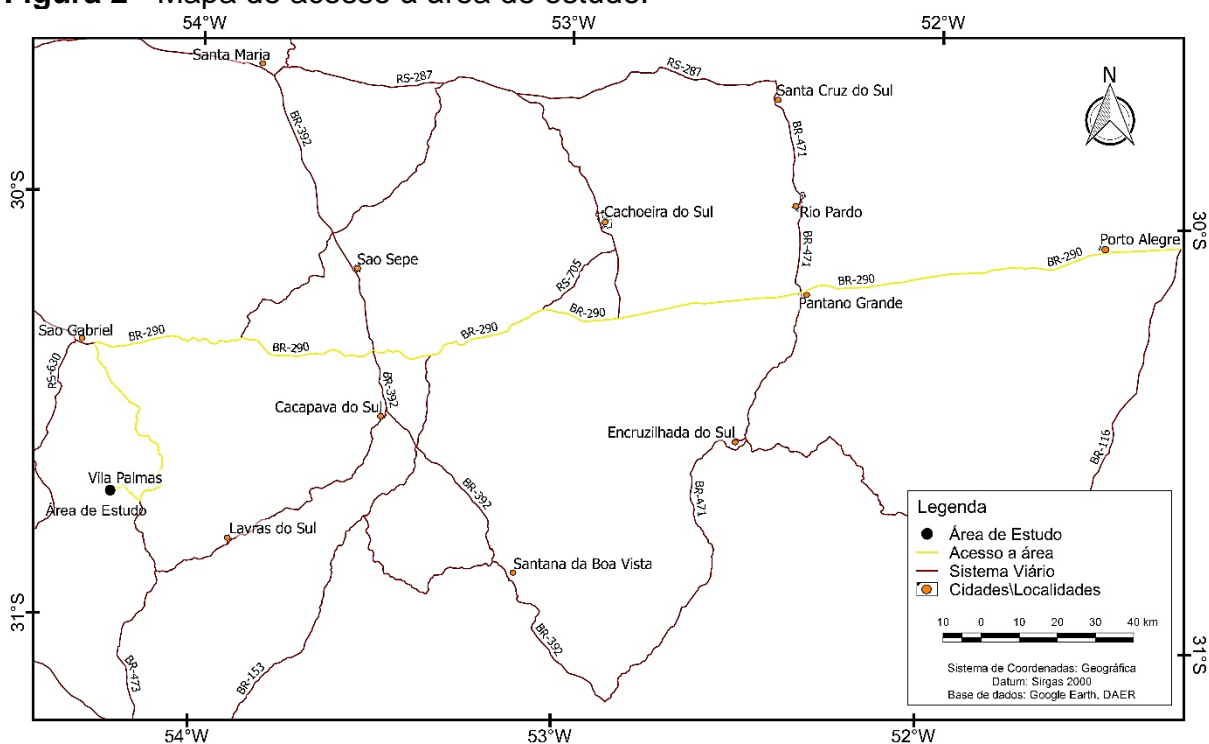 Figura 2 - Mapa de acesso a área de estudo.
54°W
53°W
52°W
Santa Maria
RS-287
RS-287
N
Santa Cruz do Sul
BR-392
BR-471
30°S
Cachoeira do Sul
Rio Pardo
30°S
Porto Alegre
Sao Sepe
BR-471
BR-290
RS-705
BR-290
Pantano Grande
BR-290
Sao Gabriel
BR-290
BR-290
BR-290
RS-630
BR-392
Cacapava do Sul
Encruzilhada do Sul
BR-116
Vila Palmas
BR-392
BR-471
Área de Estudo
Lavras do Sul
Santana da Boa Vista
Legenda
Área de Estudo
Acesso a área
Sistema Viário
Cidades\Localidades
10 0 10 20 30 40 km
Sistema de Coordenadas: Geográfica
Datum: Sirgas 2000
Base de dados: Google Earth, DAER
31°S
31°S
BR-392
BR-473
BR-153
54°W
53°W
52°W